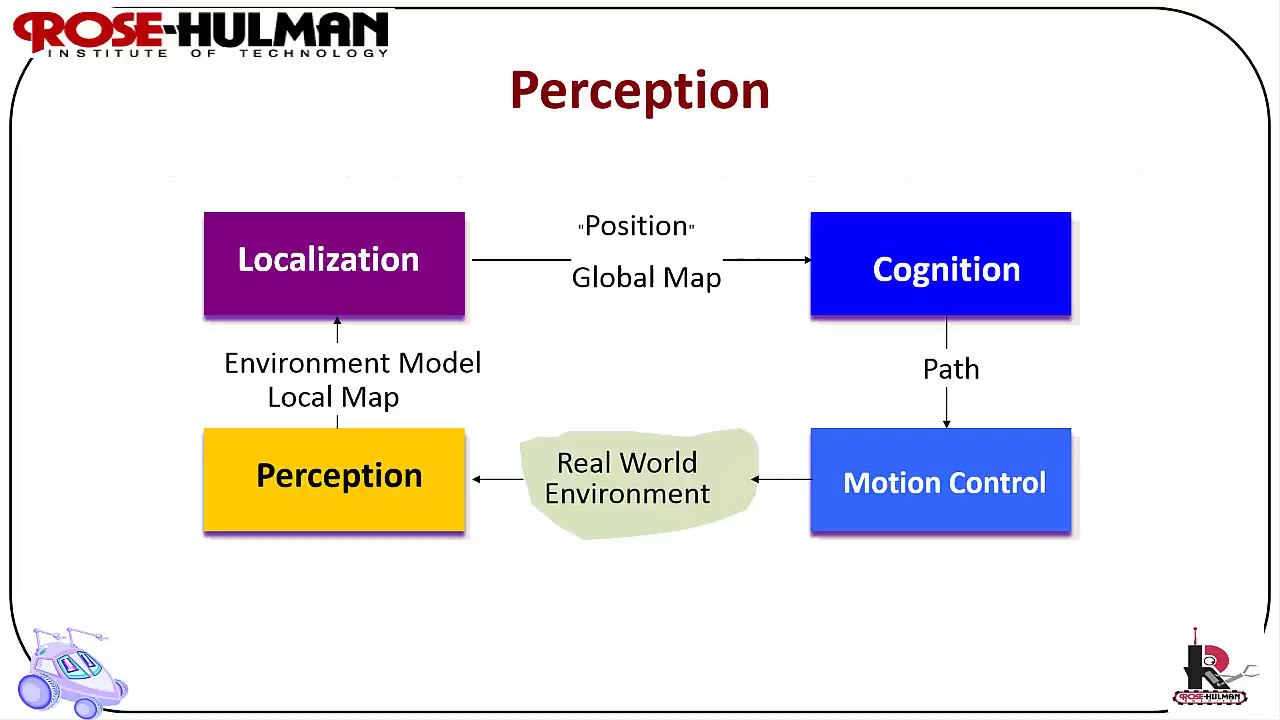 ROSE-HULMAN
INSTITUTE OF TECHNOLOGY
Perception
Localization
"Position"
Global Map
Cognition
Environment Model
Local Map
Path
Perception
Real World
Environment
Motion Control
ROSE-HULMAN